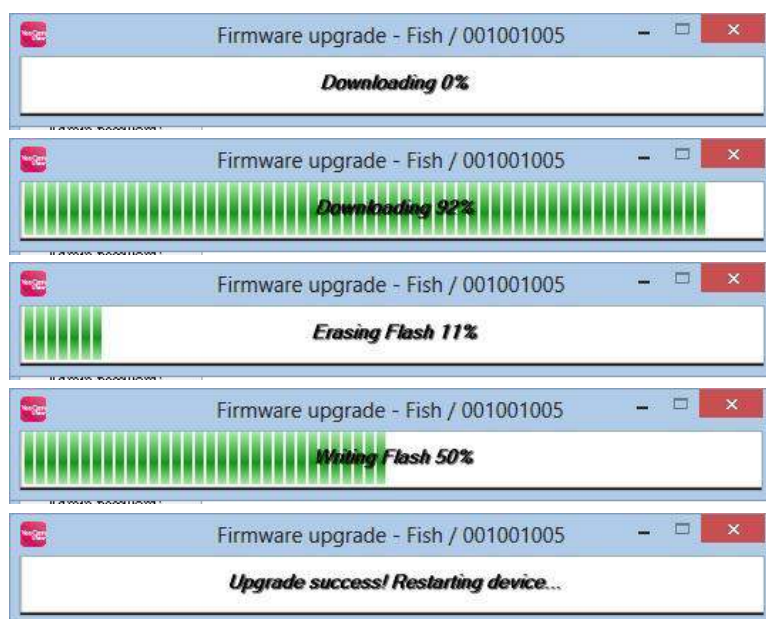 Firmware upgrade - Fish / 001001005
Downloading 0%
Firmware upgrade - Fish / 001001005
Downloading 92%
Firmware upgrade - Fish / 001001005
Erasing Flash 11%
Firmware upgrade - Fish / 001001005
Writing Flash 50%
Firmware upgrade - Fish / 001001005
Upgrade success! Restarting device...